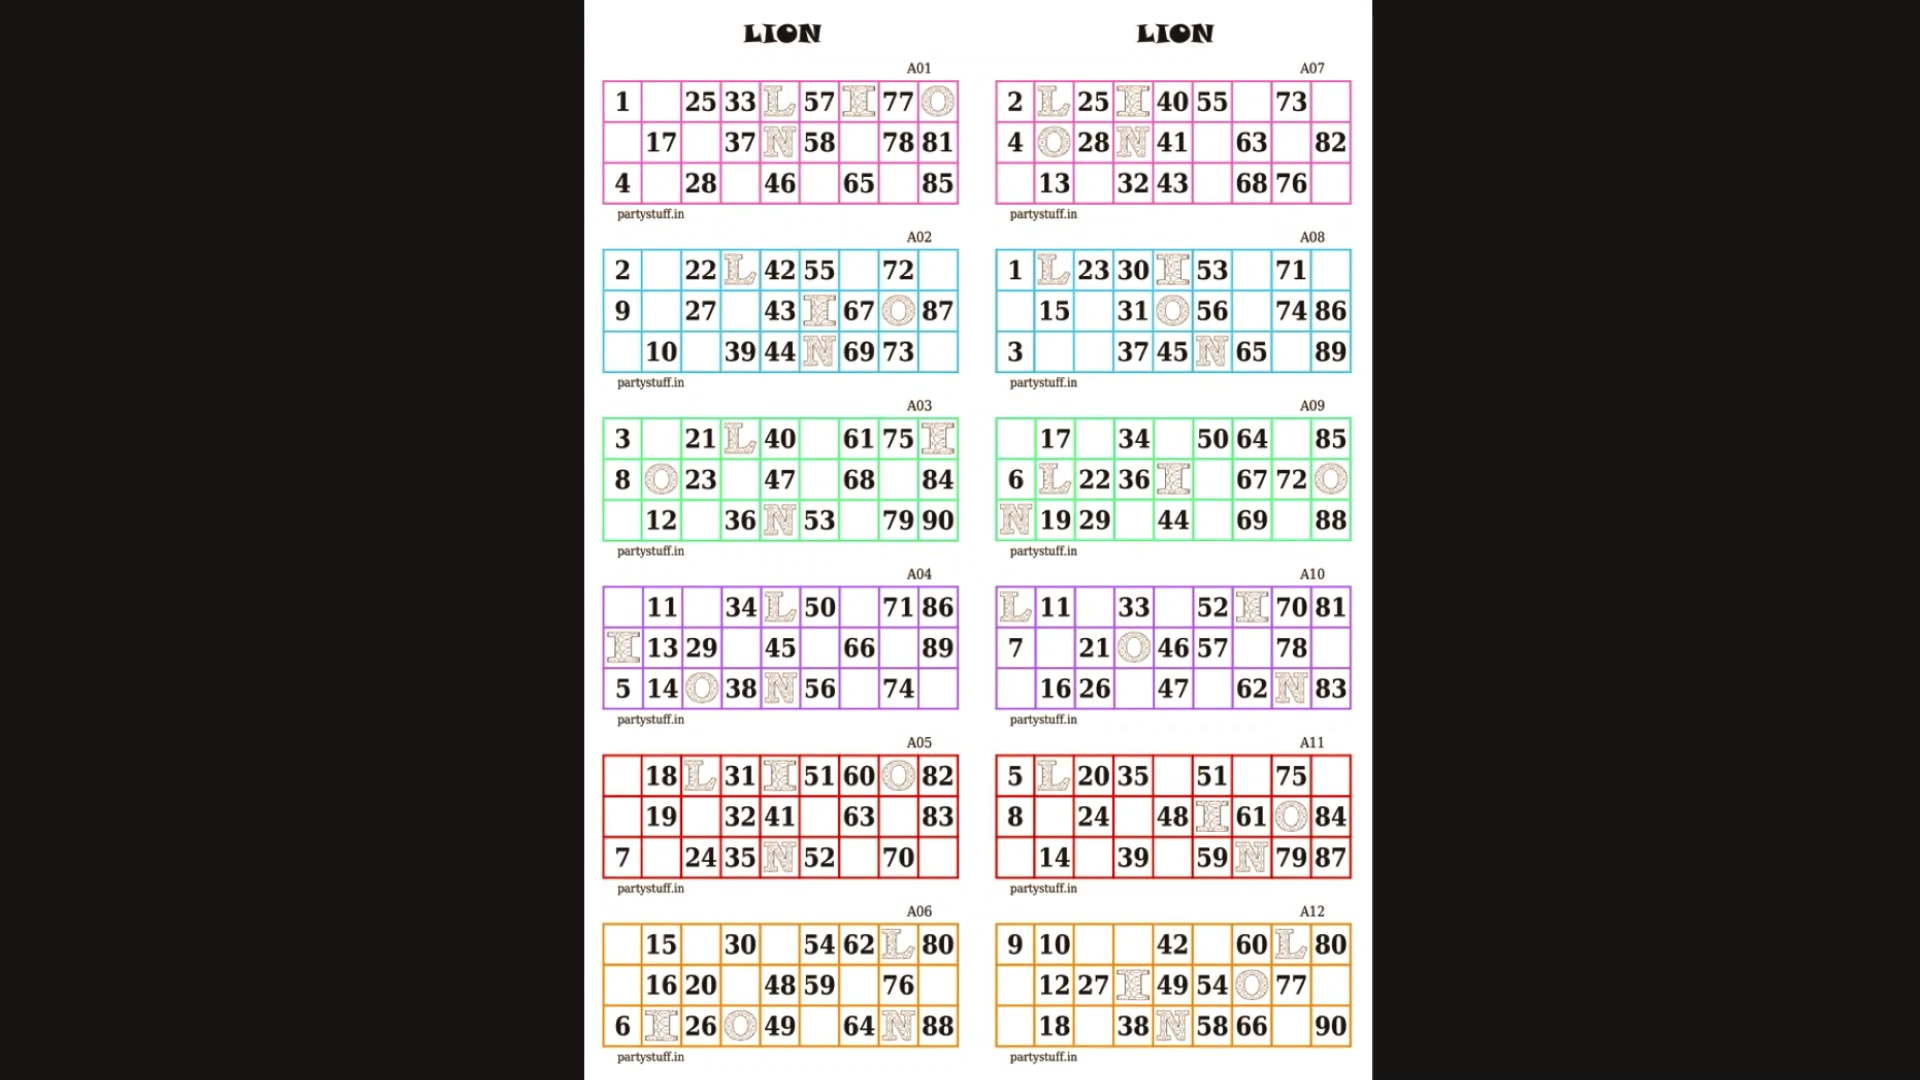 LION
A01
1 25 33 L 57 I 77 O
17 37 N 58 78 81
4 28 46 65 85
partystuff.in
A02
2 22 L 42 55 72
9 27 43 I 67 O 87
10 39 44 N 69 73
partystuff.in
A03
3 21 L 40 61 75 I
8 O 23 47 68 84
12 36 N 53 79 90
partystuff.in
A04
11 34 L 50 71 86
I 13 29 45 66 89
5 14 O 38 N 56 74
partystuff.in
A05
18 L 31 I 51 60 O 82
19 32 41 63 83
7 24 35 N 52 70
partystuff.in
A06
15 30 54 62 L 80
16 20 48 59 76
6 I 26 O 49 64 N 88
partystuff.in
LION
A07
2 L 25 I 40 55 73
4 O 28 N 41 63 82
13 32 43 68 76
partystuff.in
A08
1 L 23 30 I 53 71
15 31 O 56 74 86
3 37 45 N 65 89
partystuff.in
A09
17 34 50 64 85
6 L 22 36 I 67 72 O
N 19 29 44 69 88
partystuff.in
A10
L 11 33 52 I 70 81
7 21 O 46 57 78
16 26 47 62 N 83
partystuff.in
A11
5 L 20 35 51 75
8 24 48 I 61 O 84
14 39 59 N 79 87
partystuff.in
A12
9 10 42 60 L 80
12 27 I 49 54 O 77
18 38 N 58 66 90
partystuff.in